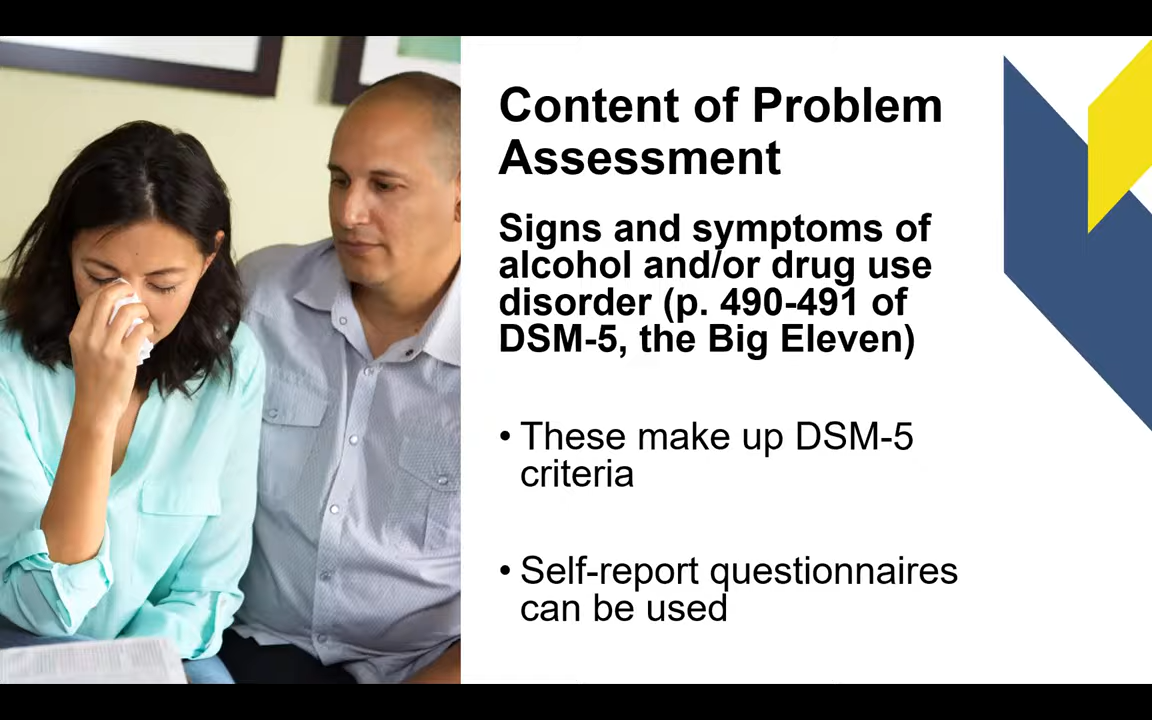 Content of Problem
Assessment
Signs and symptoms of
alcohol and/or drug use
disorder (p. 490-491 of
DSM-5, the Big Eleven)
• These make up DSM-5
criteria
• Self-report questionnaires
can be used